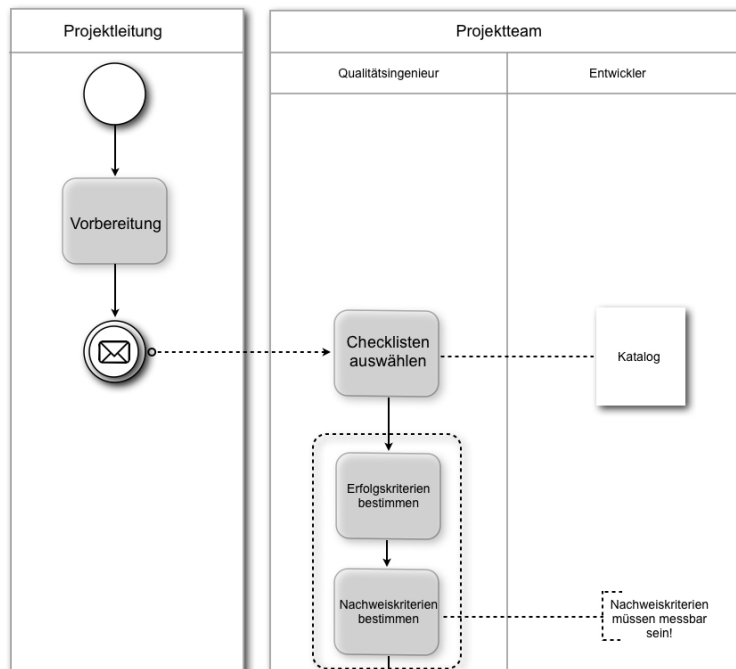 Projektleitung
Projektteam
Qualitätsingenieur
Entwickler
Vorbereitung
Checklisten
auswählen
Katalog
Erfolgskriterien
bestimmen
Nachweiskriterien
bestimmen
Nachweiskriterien
müssen messbar
sein!